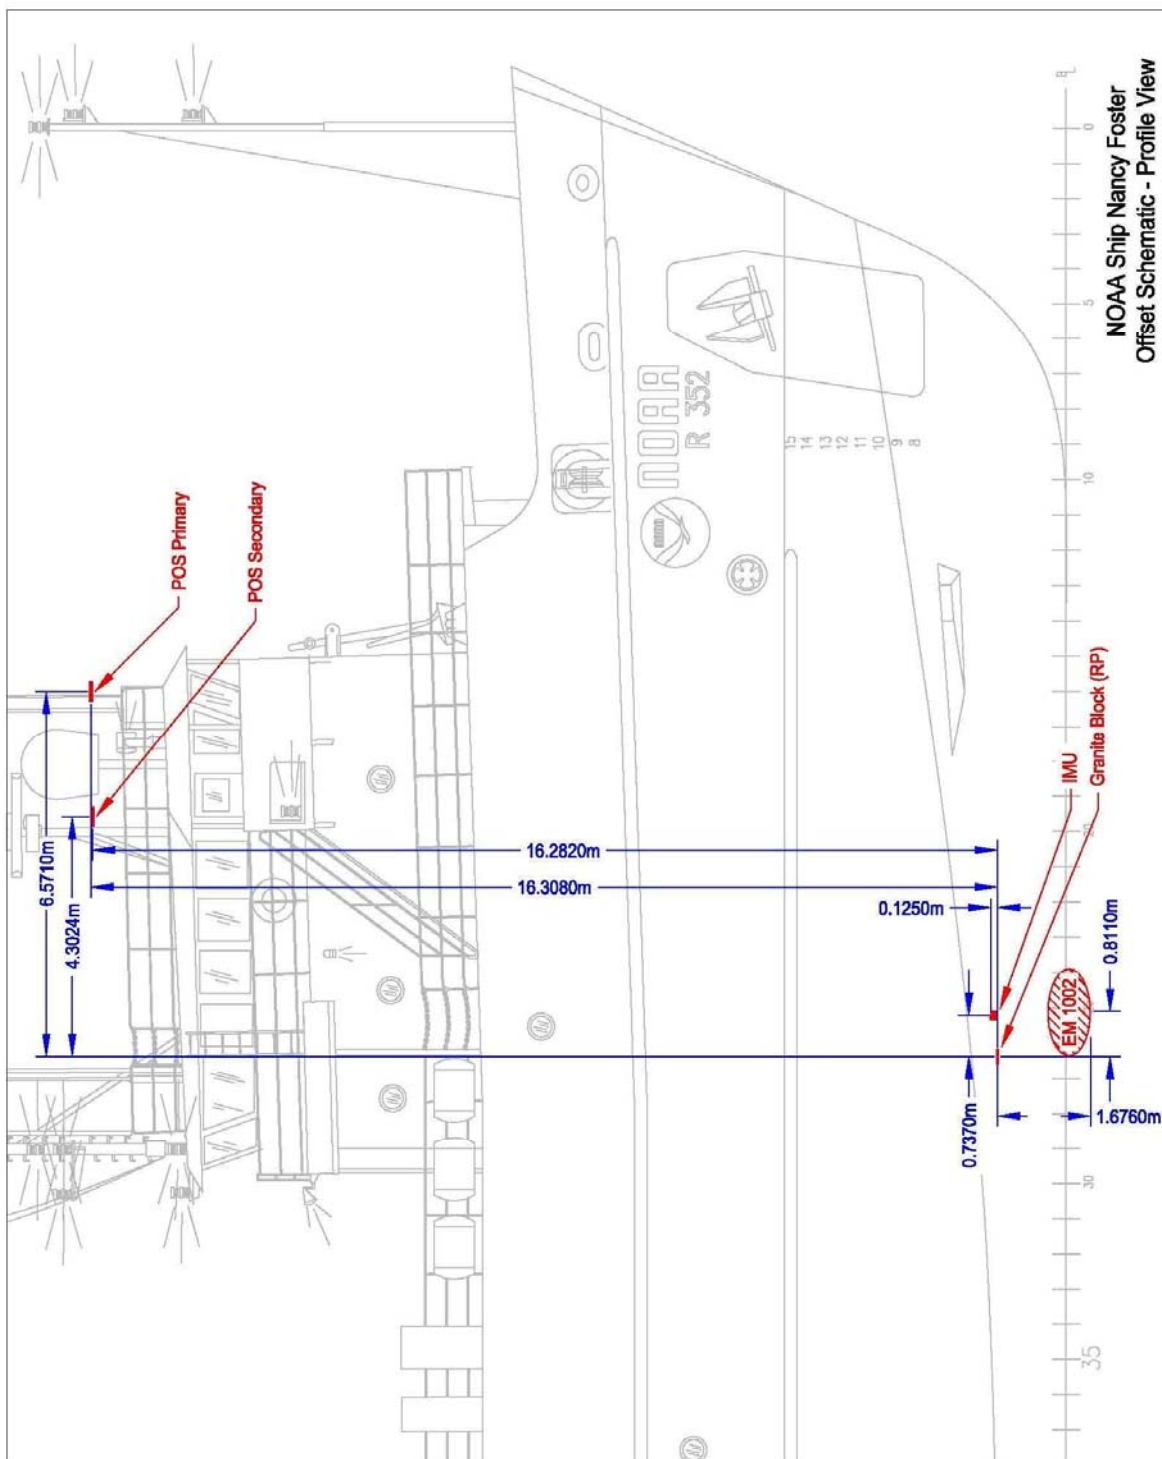 NOAA Ship Nancy Foster
Offset Schematic - Profile View
POS Primary
POS Secondary
6.5710m
4.3024m
16.2820m
16.3080m
0.1250m
0.8110m
0.7370m
1.6760m
IMU
Granite Block (RP)
EM 1002
NOAA
R 352
15
14
13
12
11
10
9
8
0
5
10
30
35